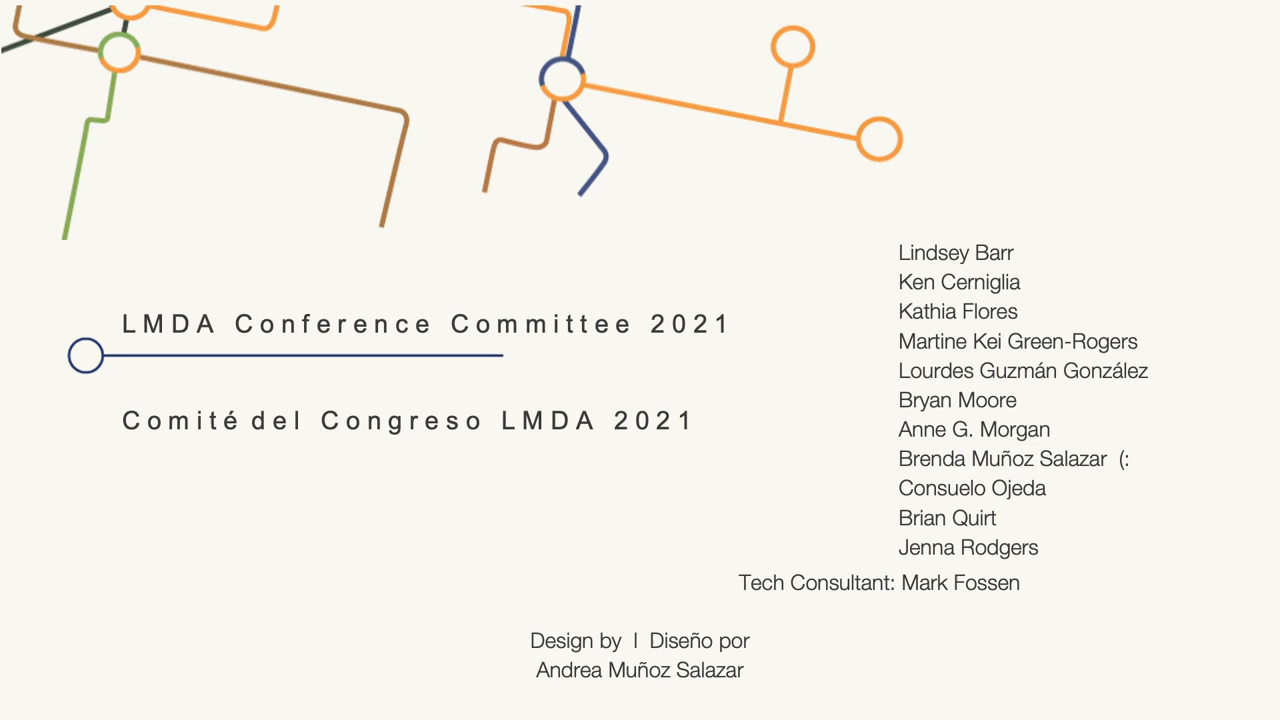 LMDA Conference Committee 2021
Comité del Congreso LMDA 2021
Lindsey Barr
Ken Cerniglia
Kathia Flores
Martine Kei Green-Rogers
Lourdes Guzmán González
Bryan Moore
Anne G. Morgan
Brenda Muñoz Salazar (:
Consuelo Ojeda
Brian Quirt
Jenna Rodgers
Tech Consultant: Mark Fossen
Design by | Diseño por
Andrea Muñoz Salazar